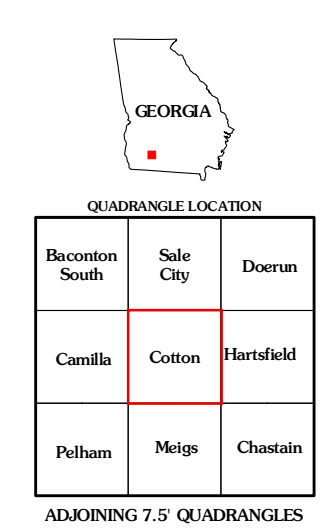 GEORGIA
QUADRANGLE LOCATION
Baconton
South
Sale
City
Doerun
Camilla
Cotton
Hartsfield
Pelham
Meigs
Chastain
ADJOINING 7.5' QUADRANGLES